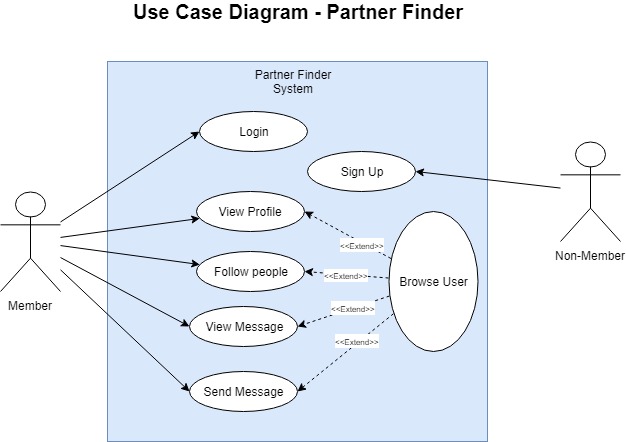 Use Case Diagram - Partner Finder
Partner Finder
System
Login
Sign Up
View Profile
<<Extend>>
Non-Member
Follow people
<<Extend>>
Browse User
Member
<<Extend>>
View Message
<<Extend>>
Send Message